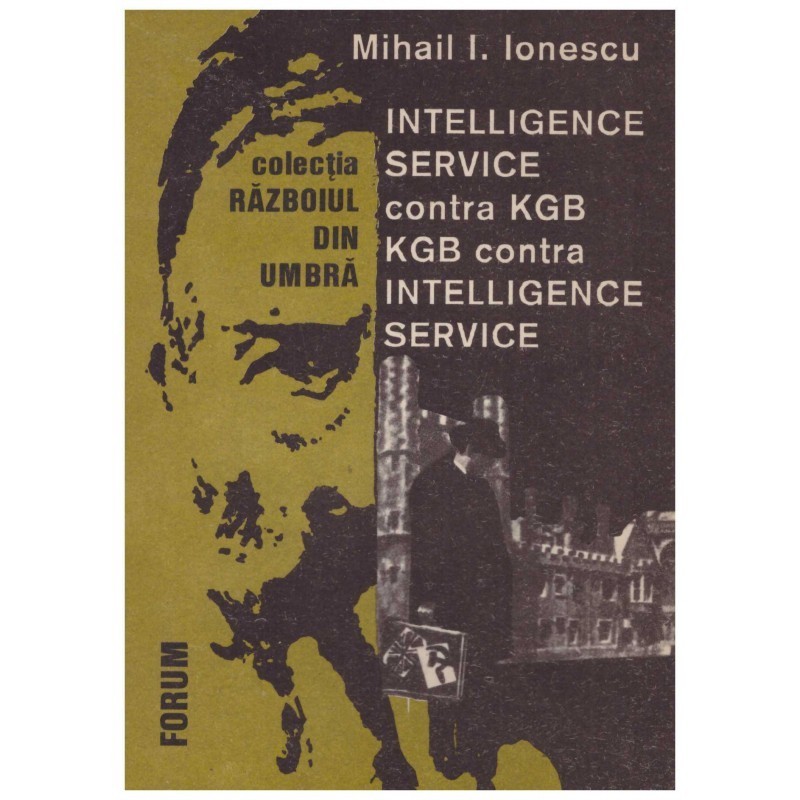 Mihail I. Ionescu
INTELLIGENCE
SERVICE
contra KGB
KGB contra
INTELLIGENCE
SERVICE
colecția
RĂZBOIUL
DIN
UMBRĂ
FORUM